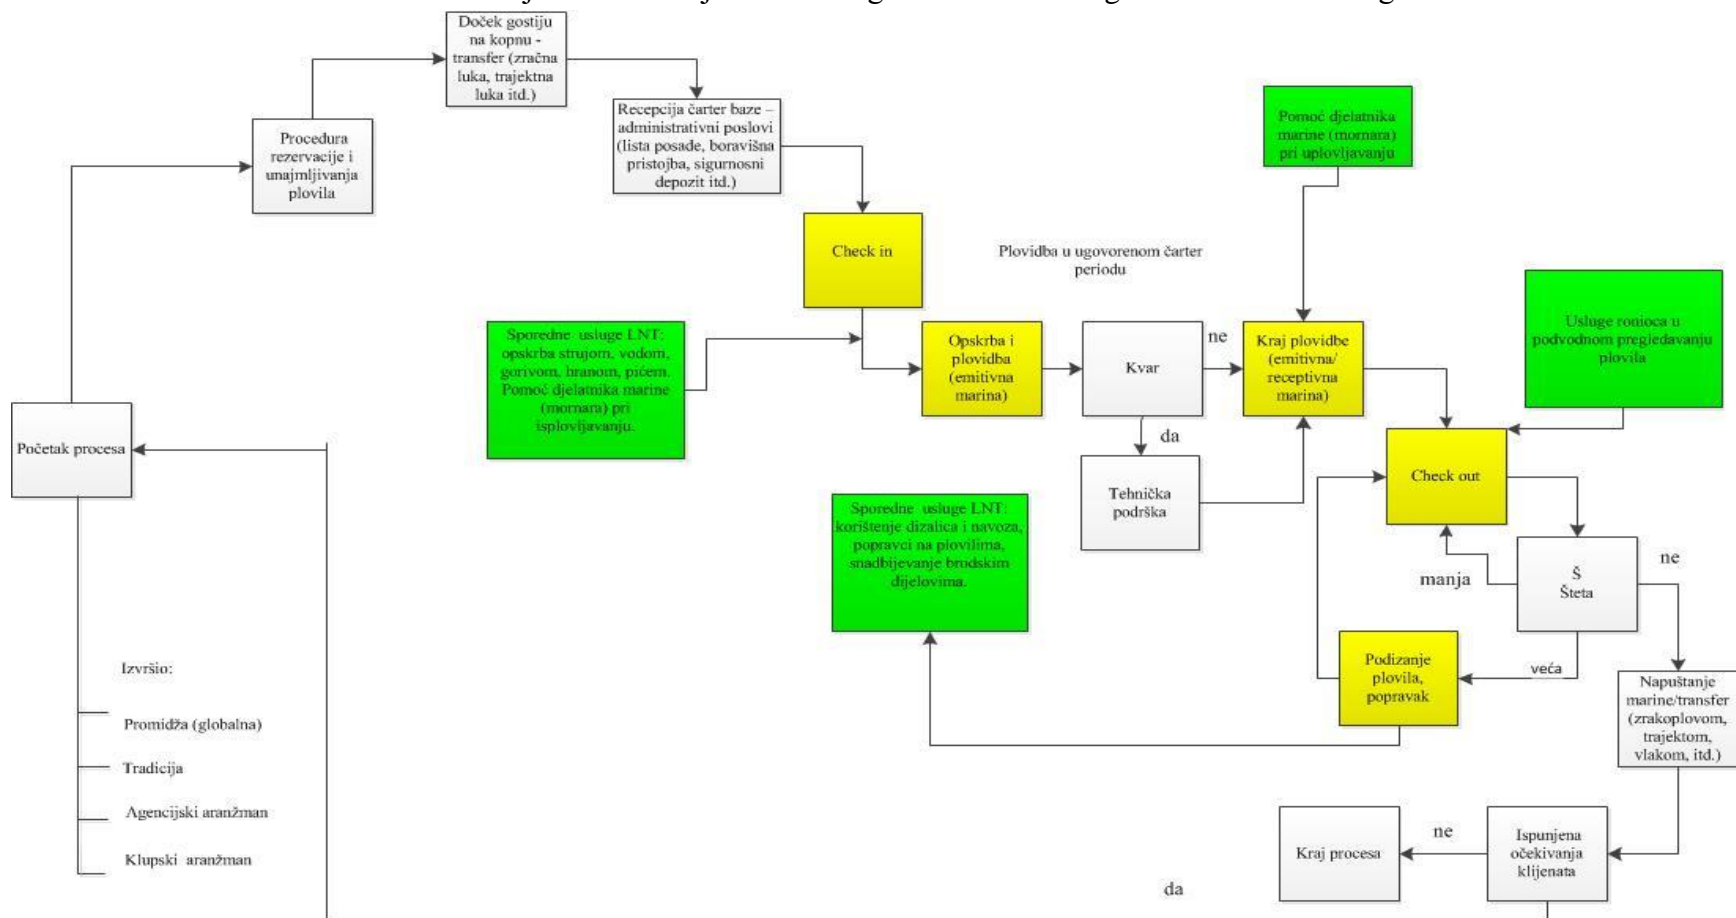 Doček gostiju
na kopnu -
transfer (zračna
luka, trajektna
luka itd.)
Recepcija čarter baze –
administrativni poslovi
(lista posade, boravišna
pristojba, sigurnosni
depozit itd.)
Procedura
rezervacije i
unajmljivanja
plovila
Pomoć djelatnika
marine (mornara)
pri uplovljavanju
Check in
Plovidba u ugovorenom čarter
periodu
Sporedne usluge LNT:
opskrba strujom, vodom,
gorivom, hranom, pićem.
Pomoć djelatnika marine
(mornara) pri
isplovljavanju.
Opskrba i
plovidba
(emitivna
marina)
Kvar
ne
da
Kraj plovidbe
(emitivna/
receptivna
marina)
Usluge ronioca u
podvodnom pregledavanju
plovila
Početak procesa
Tehnička
podrška
Check out
Sporedne usluge LNT:
korištenje dizalica i navoza,
popravci na plovilima,
snadbijevanje brodskim
dijelovima.
manja
Š
Šteta
ne
veća
Podizanje
plovila,
popravak
Napuštanje
marine/transfer
(zrakoplovom,
trajektom,
vlakom, itd.)
Izvršio:
Promidža (globalna)
Tradicija
Agencijski aranžman
Klupski aranžman
Kraj procesa
ne
Ispunjena
očekivanja
klijenata
da